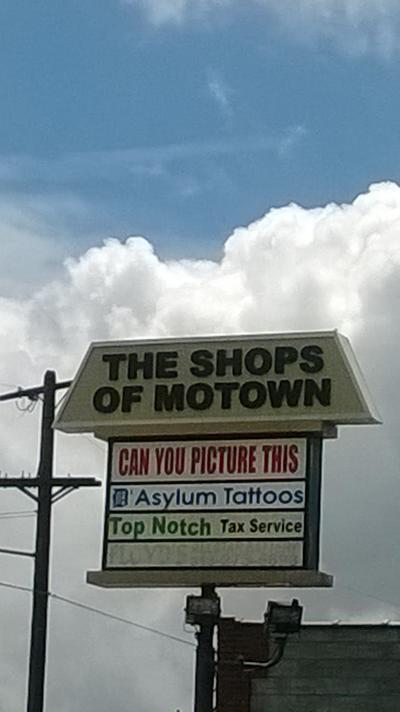 THE SHOPS
OF MOTOWN
CAN YOU PICTURE THIS
Asylum Tattoos
Top Notch Tax Service